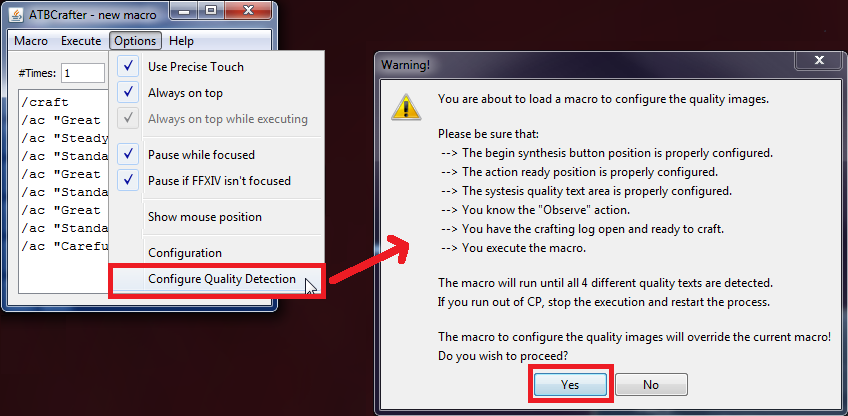 ATBCrafter - new macro
Macro Execute Options Help
#Times: 1
/craft
/ac "Great
/ac "Steady
/ac "Standa
/ac "Great
/ac "Standa
/ac "Great
/ac "Standa
/ac "Carefu
Use Precise Touch
Always on top
Always on top while executing
Pause while focused
Pause if FFXIV isn't focused
Show mouse position
Configuration
Configure Quality Detection
Warning!
You are about to load a macro to configure the quality images.
Please be sure that:
--> The begin synthesis button position is properly configured.
--> The action ready position is properly configured.
--> The systesis quality text area is properly configured.
--> You know the "Observe" action.
--> You have the crafting log open and ready to craft.
--> You execute the macro.
The macro will run until all 4 different quality texts are detected.
If you run out of CP, stop the execution and restart the process.
The macro to configure the quality images will override the current macro!
Do you wish to proceed?
Yes No